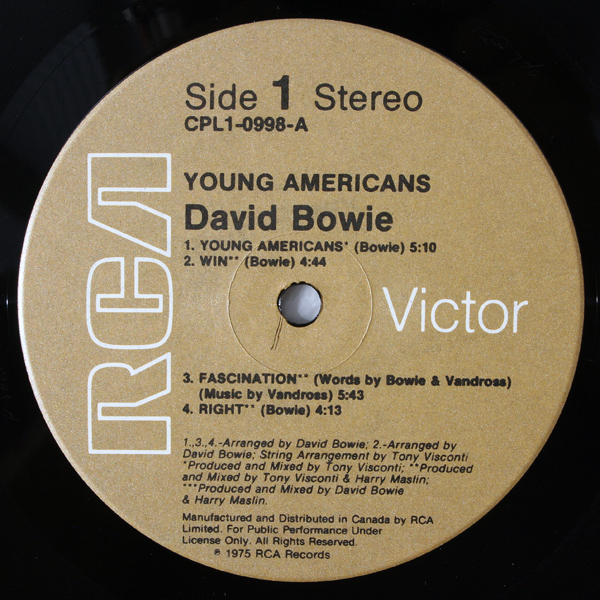 Side 1 Stereo
CPL1-0998-A
YOUNG AMERICANS
David Bowie
1. YOUNG AMERICANS* (Bowie) 5:10
2. WIN** (Bowie) 4:44
RCA
Victor
3. FASCINATION** (Words by Bowie & Vandross)
(Music by Vandross) 5:43
4. RIGHT** (Bowie) 4:13
1.,3.,4.-Arranged by David Bowie; 2.-Arranged by
David Bowie; String Arrangement by Tony Visconti
*Produced and Mixed by Tony Visconti; **Produced
and Mixed by Tony Visconti & Harry Maslin;
***Produced and Mixed by David Bowie
& Harry Maslin.
Manufactured and Distributed in Canada by RCA
Limited. For Public Performance Under
License Only. All Rights Reserved.
℗ 1975 RCA Records